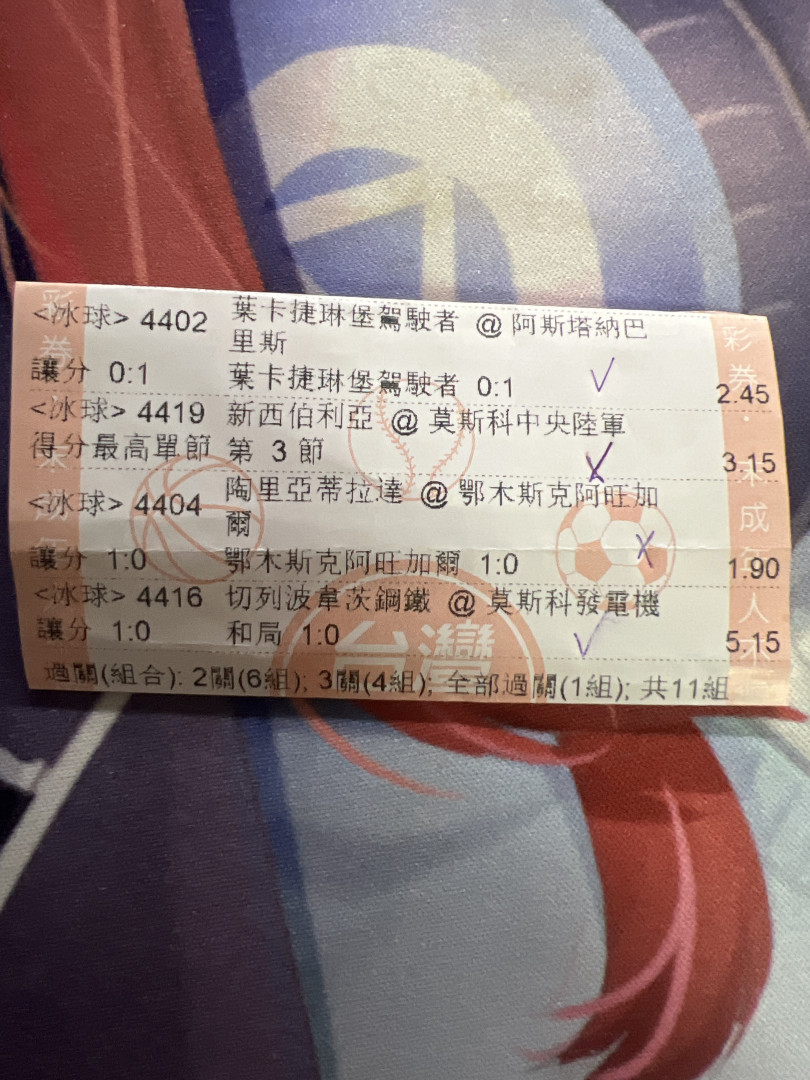 <冰球> 4402 葉卡捷琳堡駕駛者 @ 阿斯塔納巴
里斯
讓分 0:1 葉卡捷琳堡駕駛者 0:1 2.45
<冰球> 4419 新西伯利亞 @ 莫斯科中央陸軍
得分最高單節 第 3 節 3.15
<冰球> 4404 陶里亞蒂拉達 @ 鄂木斯克阿旺加
爾
讓分 1:0 鄂木斯克阿旺加爾 1:0 1.90
<冰球> 4416 切列波韋茨鋼鐵 @ 莫斯科發電機
讓分 1:0 和局 1:0 5.15
過關(組合): 2關(6組); 3關(4組); 全部過關(1組); 共11組
台灣